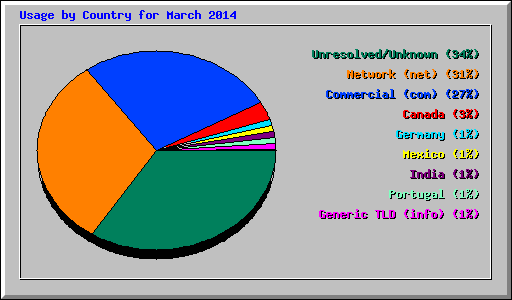 Usage by Country for March 2014
Unresolved/Unknown (34%)
Network (net) (31%)
Commercial (com) (27%)
Canada (3%)
Germany (1%)
Mexico (1%)
India (1%)
Portugal (1%)
Generic TLD (info) (1%)